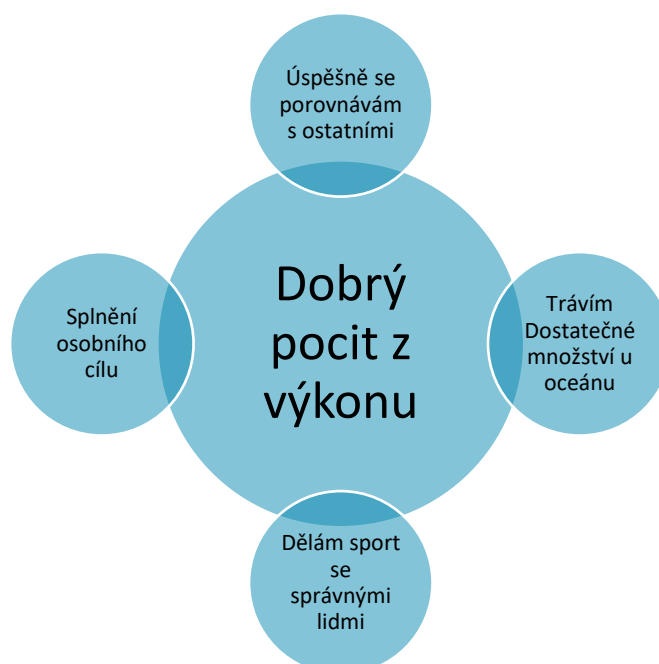 Úspěšně se
porovnávám
s ostatními
Dobrý
pocit z
výkonu
Splnění
osobního
cílu
Trávím
Dostatečné
množství u
oceánu
Dělám sport
se
správnými
lidmi